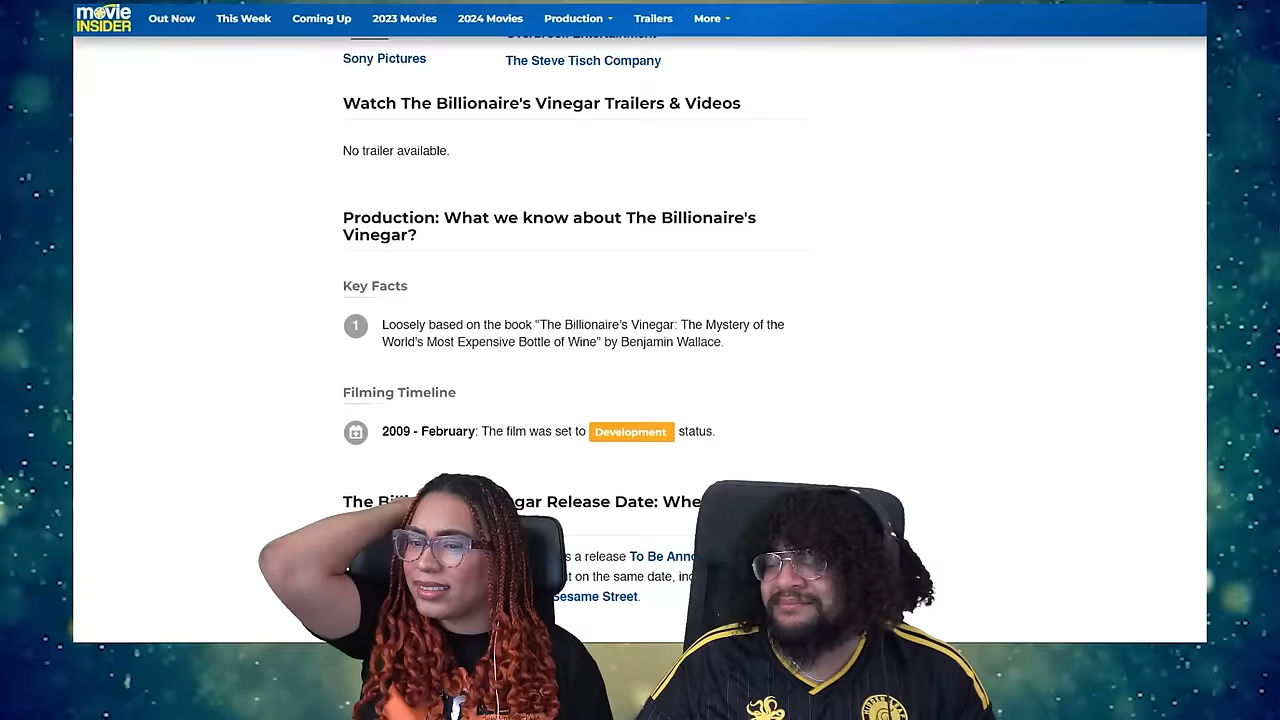 movie
INSIDER
Out Now
This Week
Coming Up
2023 Movies
2024 Movies
Production
Trailers
More
Overbrook Entertainment
Sony Pictures
The Steve Tisch Company
Watch The Billionaire's Vinegar Trailers & Videos
No trailer available.
Production: What we know about The Billionaire's
Vinegar?
Key Facts
1
Loosely based on the book "The Billionaire's Vinegar: The Mystery of the
World's Most Expensive Bottle of Wine" by Benjamin Wallace.
Filming Timeline
2009 - February: The film was set to Development status.
The Bil gar Release Date: Whe
s a release To Be Anno
t on the same date, inc
Sesame Street.